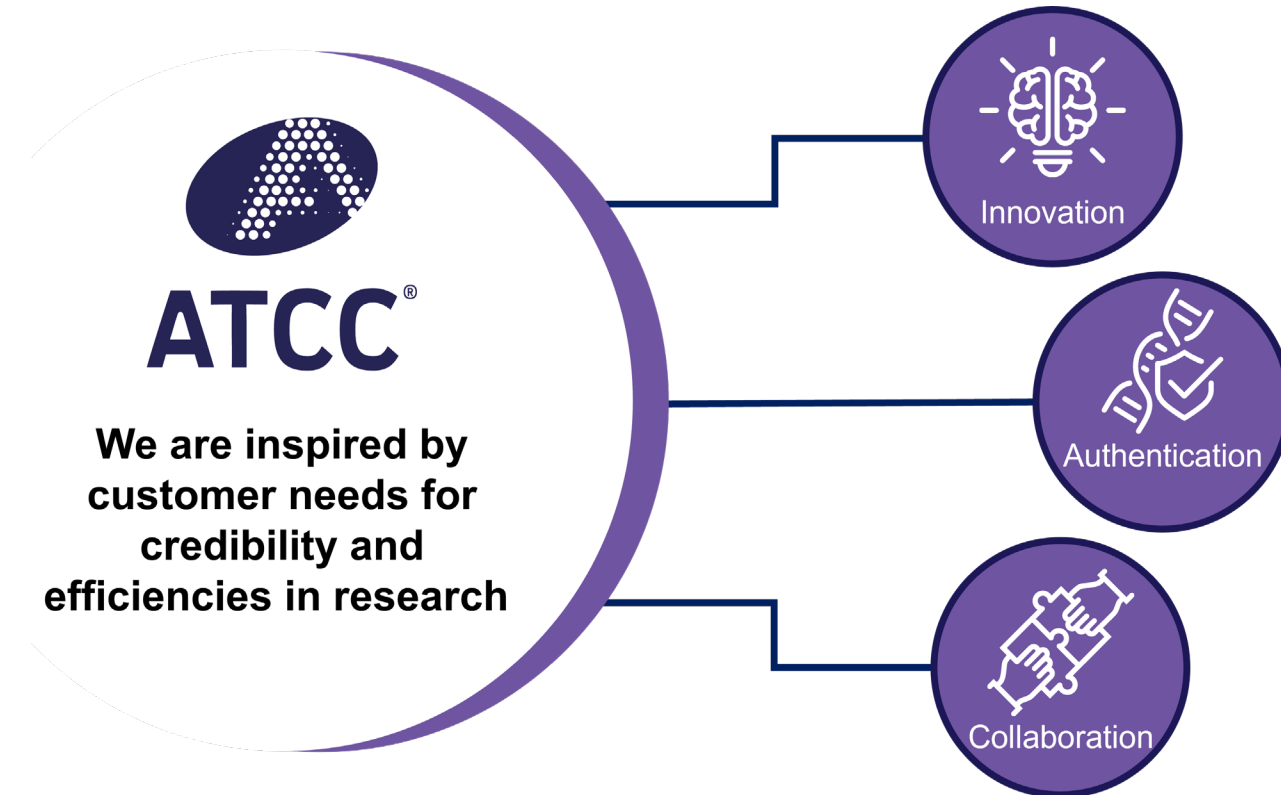 ATCC®
We are inspired by
customer needs for
credibility and
efficiencies in research
Innovation
Authentication
Collaboration